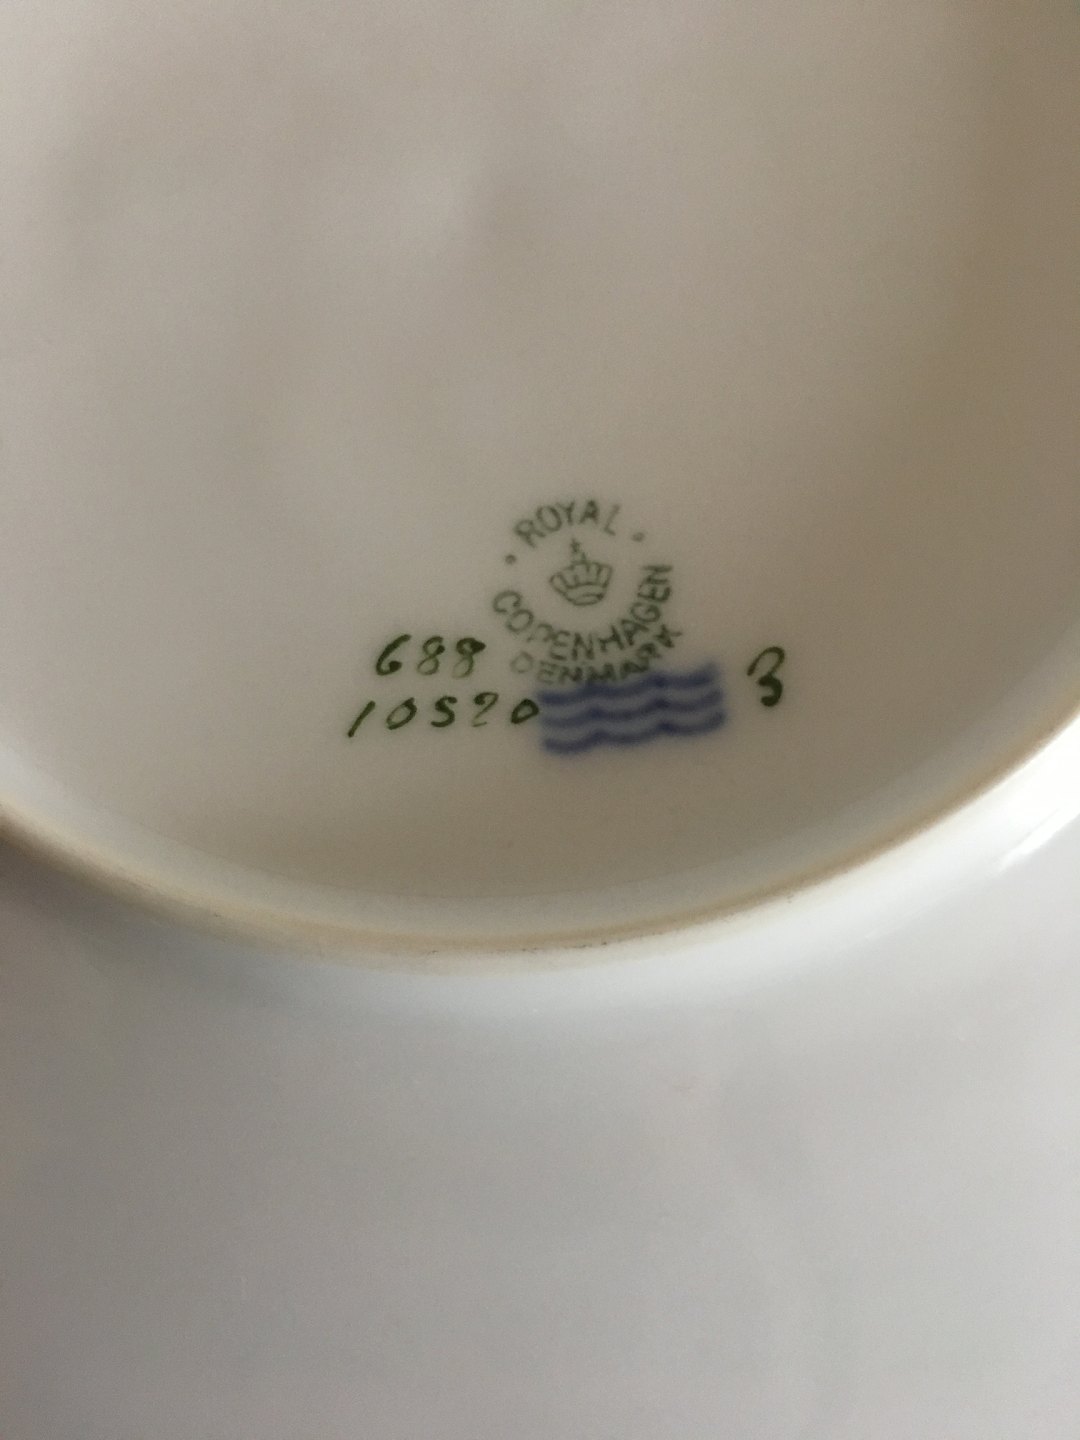 ROYAL
COPENHAGEN
DENMARK
688
10520
3